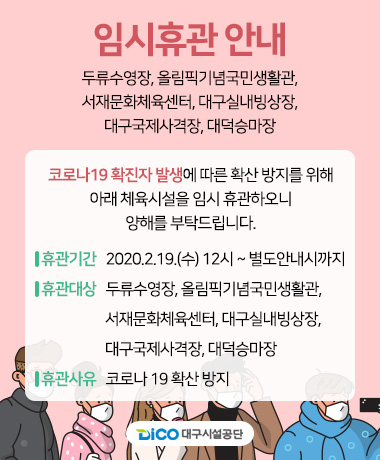 임시휴관 안내
두류수영장, 올림픽기념국민생활관,
서재문화체육센터, 대구실내빙상장,
대구국제사격장, 대덕승마장
코로나19 확진자 발생에 따른 확산 방지를 위해
아래 체육시설을 임시 휴관하오니
양해를 부탁드립니다.
휴관기간 2020.2.19.(수) 12시 ~ 별도안내시까지
휴관대상 두류수영장, 올림픽기념국민생활관,
서재문화체육센터, 대구실내빙상장,
대구국제사격장, 대덕승마장
휴관사유 코로나 19 확산 방지
DICO 대구시설공단